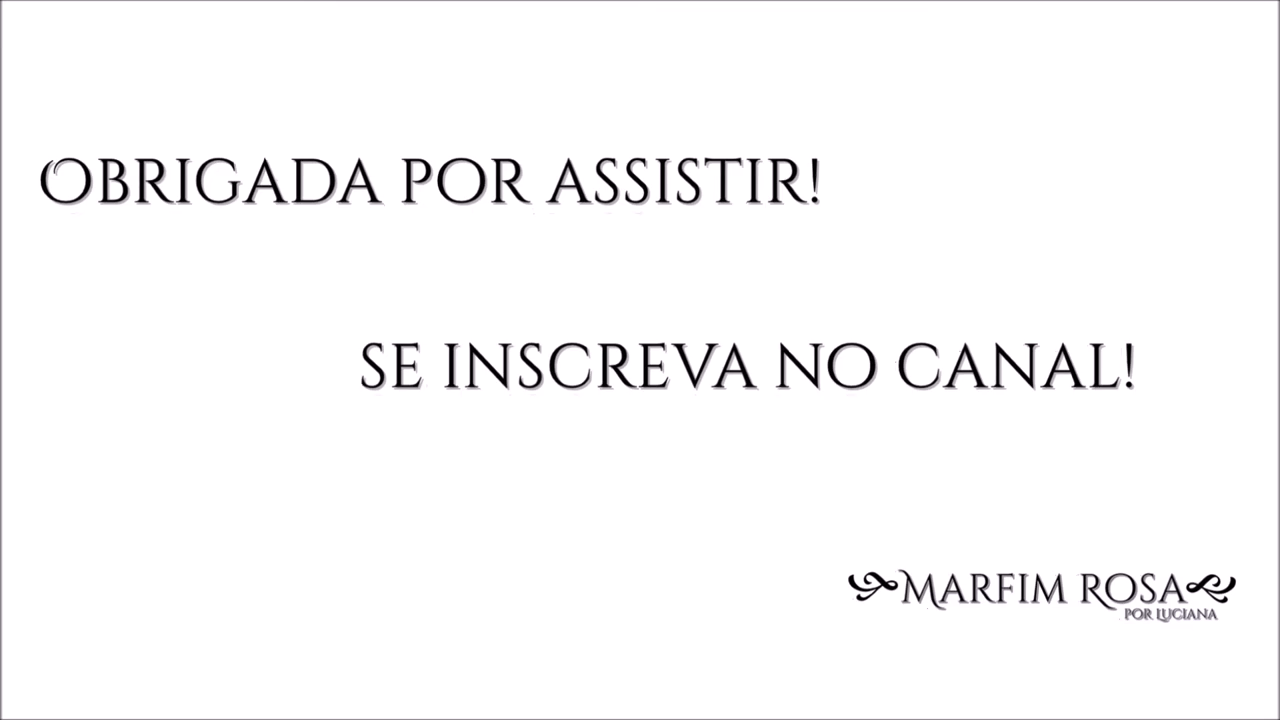 Obrigada por assistir!
se inscreva no canal!
Marfim Rosa
por Luciana